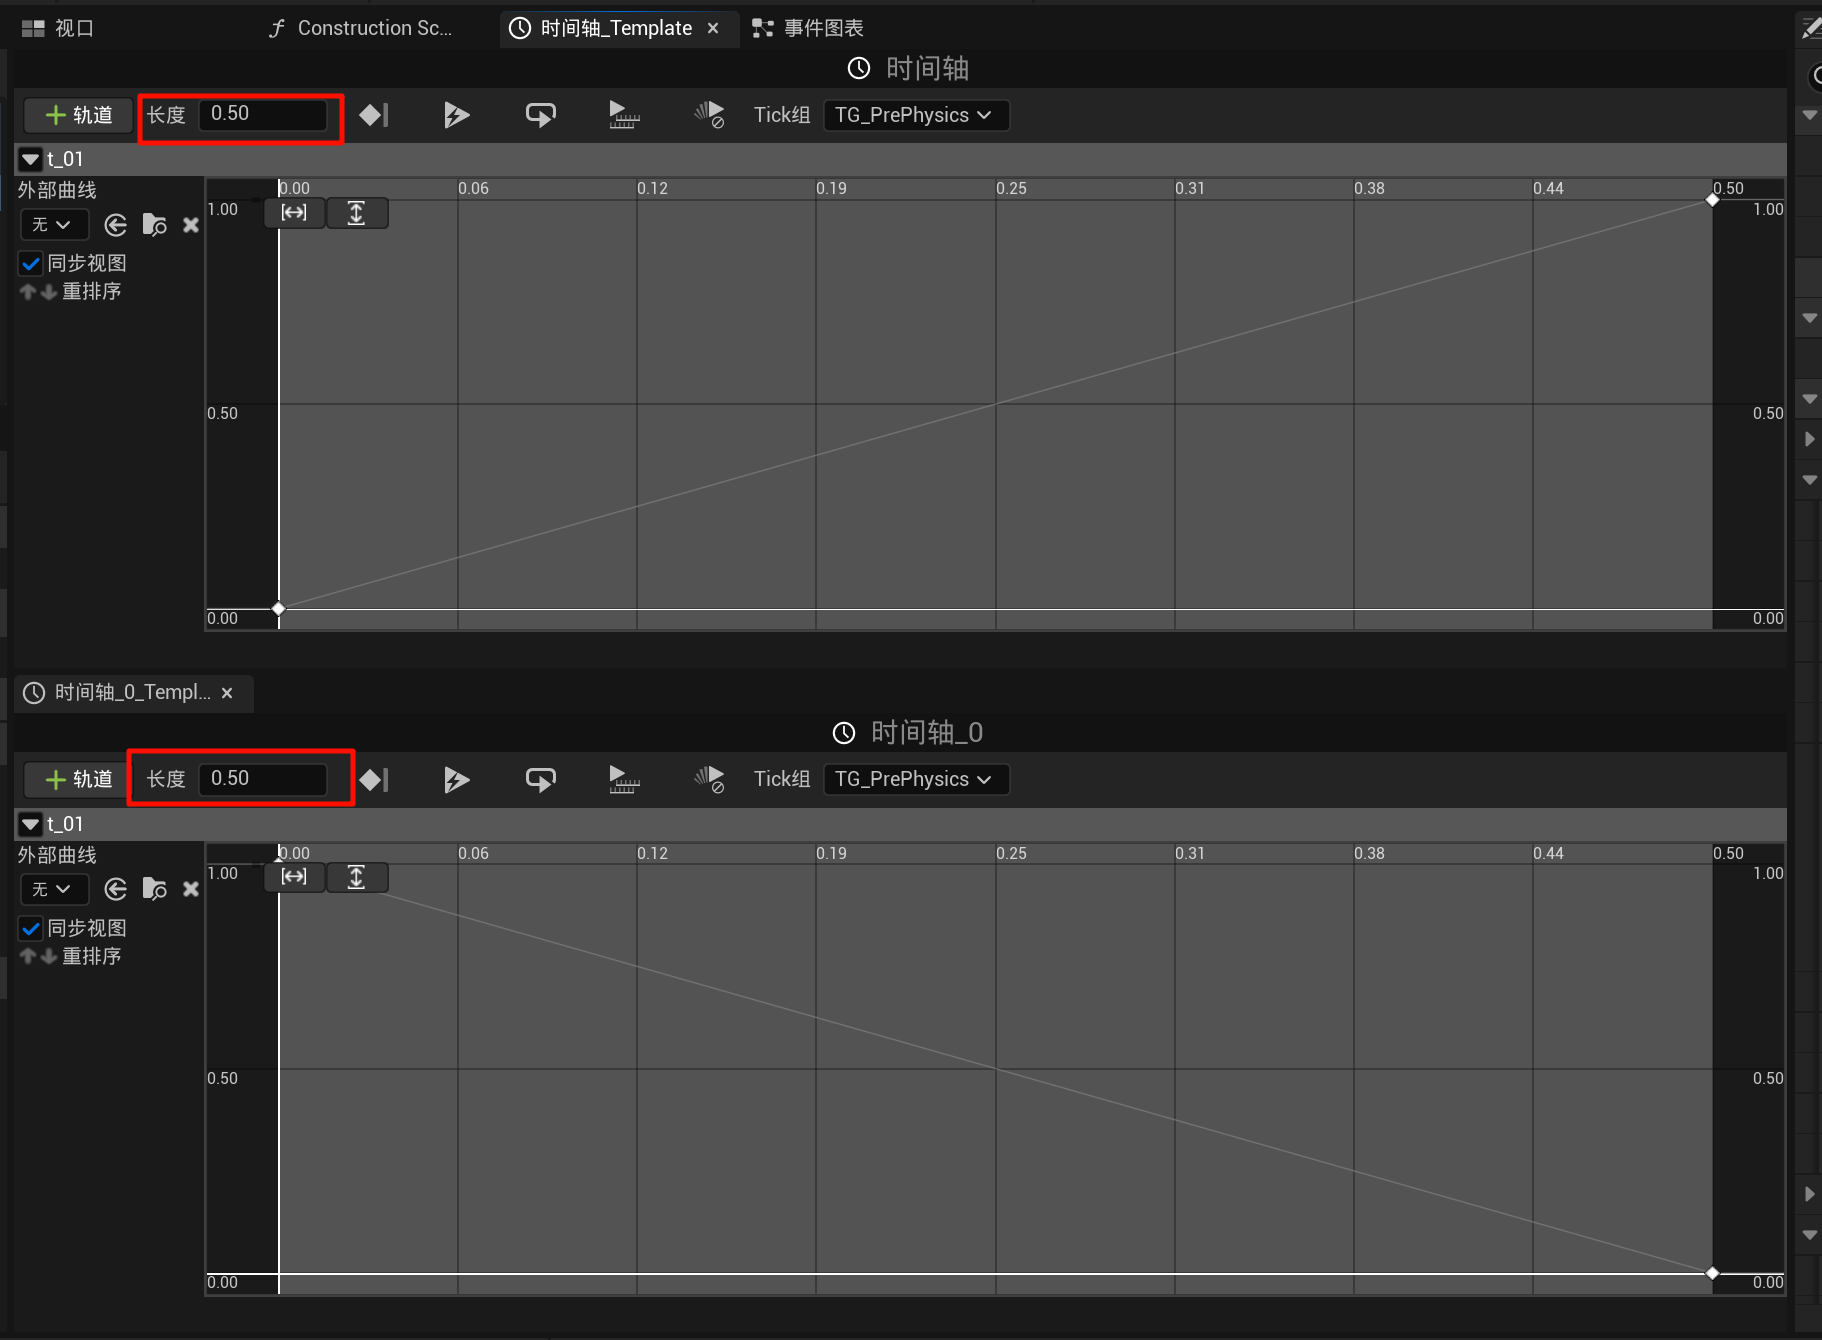 视口 Construction Sc... 时间轴_Template 事件图表
时间轴
轨道 长度 0.50 Tick组 TG_PrePhysics
t_01
外部曲线
无
同步视图
重排序
0.00 0.06 0.12 0.19 0.25 0.31 0.38 0.44 0.50
1.00 1.00
0.50 0.50
0.00 0.00
时间轴_0_Templ...
时间轴_0
轨道 长度 0.50 Tick组 TG_PrePhysics
t_01
外部曲线
无
同步视图
重排序
0.00 0.06 0.12 0.19 0.25 0.31 0.38 0.44 0.50
1.00 1.00
0.50 0.50
0.00 0.00